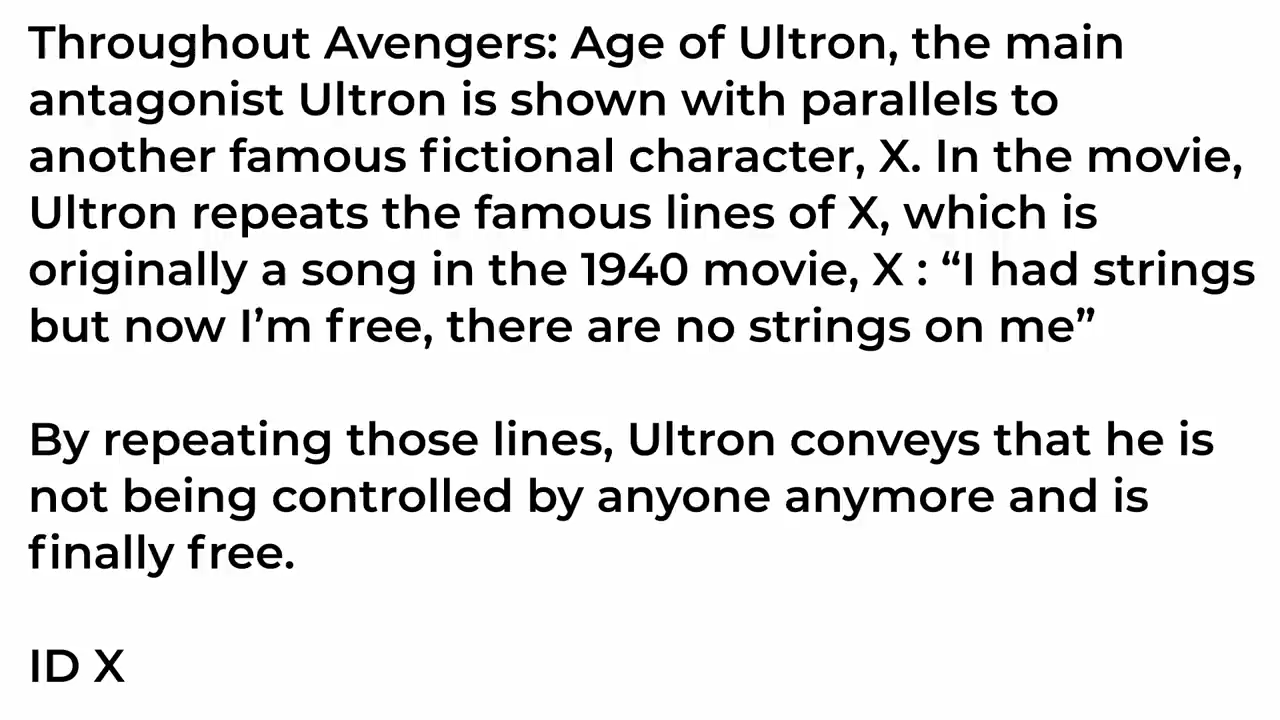 Throughout Avengers: Age of Ultron, the main
antagonist Ultron is shown with parallels to
another famous fictional character, X. In the movie,
Ultron repeats the famous lines of X, which is
originally a song in the 1940 movie, X : “I had strings
but now I’m free, there are no strings on me”
By repeating those lines, Ultron conveys that he is
not being controlled by anyone anymore and is
finally free.
ID X